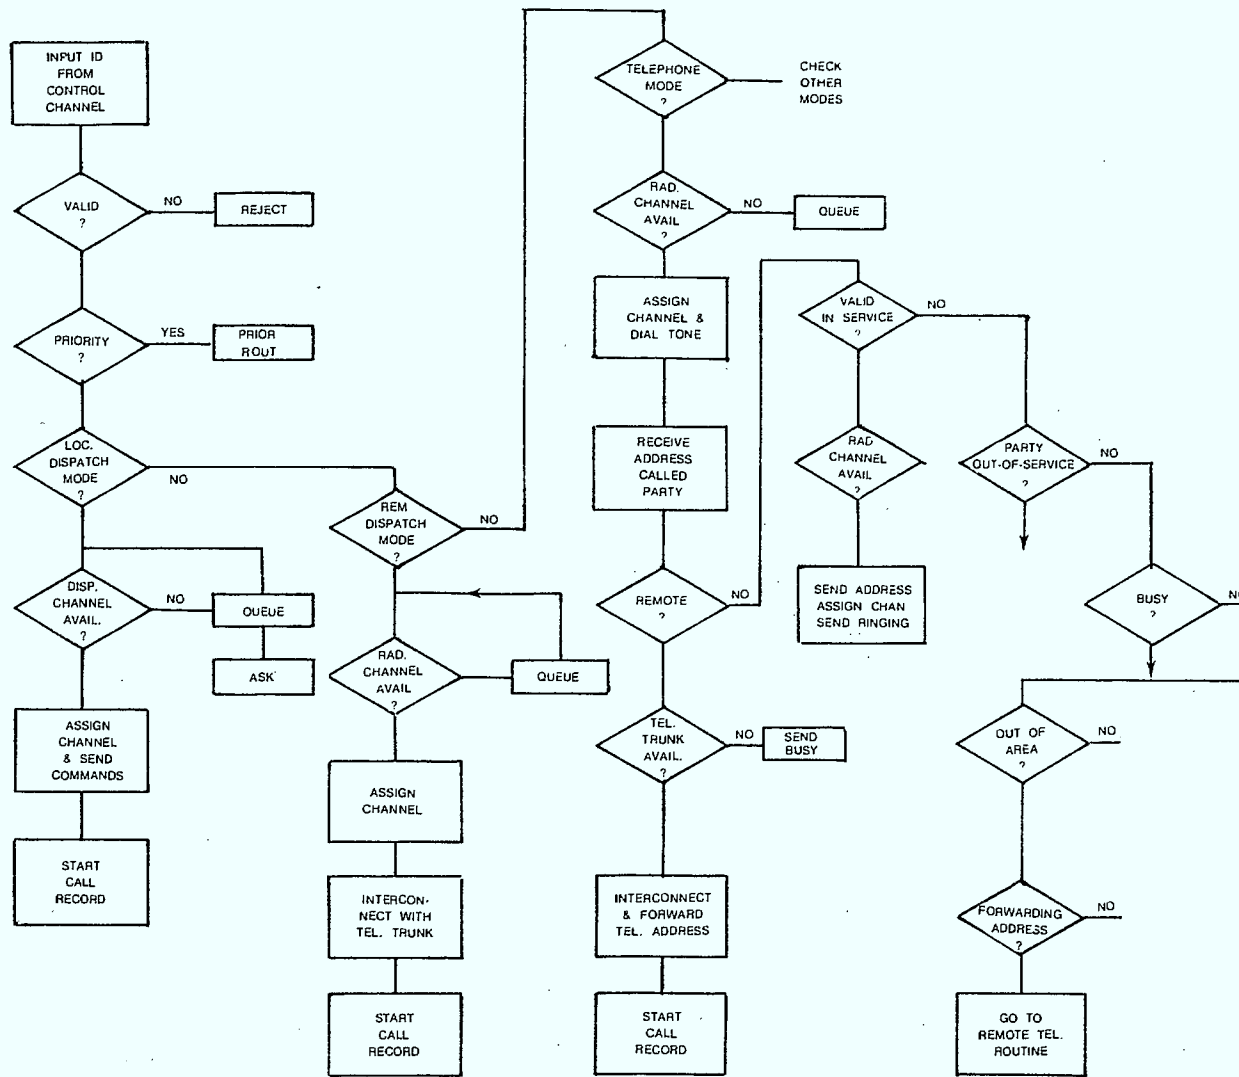 INPUT ID
FROM
CONTROL
CHANNEL
VALID
?
NO
REJECT
PRIORITY
?
YES
PRIOR
ROUT
LOC.
DISPATCH
MODE
?
NO
DISP.
CHANNEL
AVAIL.
?
NO
QUEUE
ASK
ASSIGN
CHANNEL
& SEND
COMMANDS
START
CALL
RECORD
REM
DISPATCH
MODE
?
NO
RAD.
CHANNEL
AVAIL
?
QUEUE
ASSIGN
CHANNEL
INTERCON-
NECT WITH
TEL. TRUNK
START
CALL
RECORD
TELEPHONE
MODE
?
CHECK
OTHER
MODES
RAD.
CHANNEL
AVAIL
?
NO
QUEUE
ASSIGN
CHANNEL &
DIAL TONE
RECEIVE
ADDRESS
CALLED
PARTY
REMOTE
?
NO
TEL.
TRUNK
AVAIL.
?
NO
SEND
BUSY
INTERCONNECT
& FORWARD
TEL. ADDRESS
START
CALL
RECORD
VALID
IN SERVICE
?
NO
RAD
CHANNEL
AVAIL
?
SEND ADDRESS
ASSIGN CHAN
SEND RINGING
PARTY
OUT-OF-SERVICE
?
NO
BUSY
?
NO
OUT OF
AREA
?
NO
FORWARDING
ADDRESS
?
NO
GO TO
REMOTE TEL.
ROUTINE